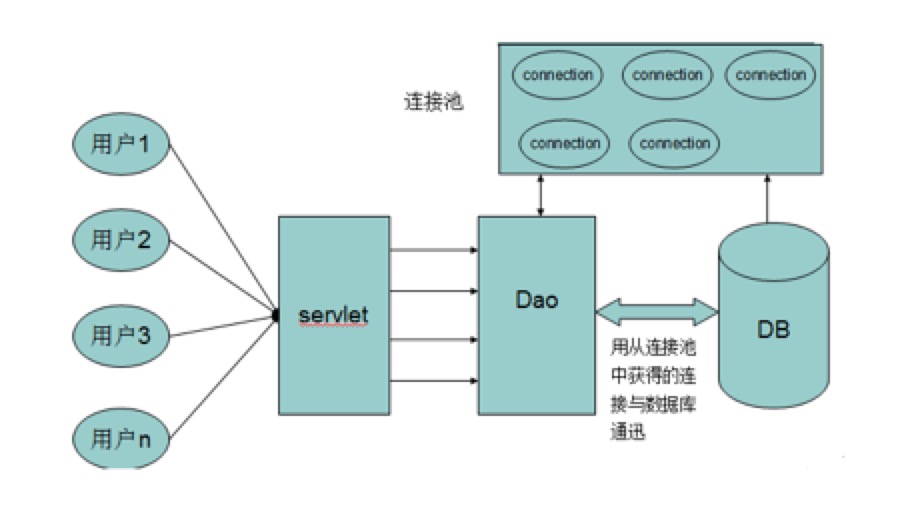 connection
connection
connection
连接池
connection
connection
用户1
用户2
用户3
用户n
servlet
Dao
DB
用从连接池
中获得的连
接与数据库
通迅